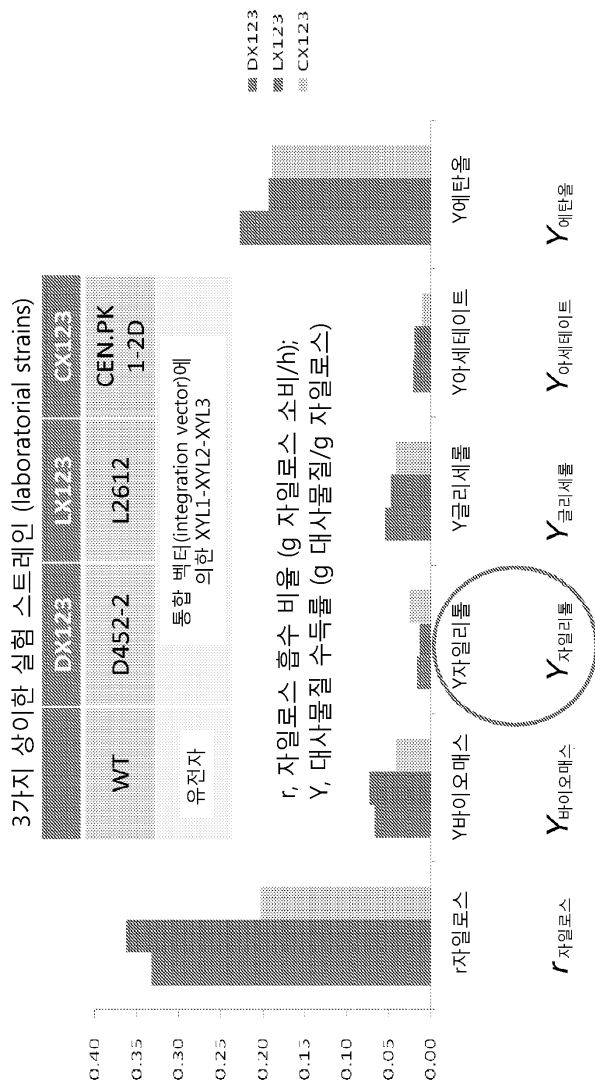 3가지 상이한 실험 스트레인 (laboratorial strains)
DX123 LX123 CX123
WT D452-2 L2612 CEN.PK
1-2D
유전자 통합 벡터(integration vector)에
의한 XYL1-XYL2-XYL3
r, 자일로스 흡수 비율 (g 자일로스 소비/h);
Y, 대사물질 수득률 (g 대사물질/g 자일로스)
DX123
LX123
CX123
0.40
0.35
0.30
0.25
0.20
0.15
0.10
0.05
0.00
r자일로스 Y바이오매스 Y자일리톨 Y글리세롤 Y아세테이트 Y에탄올
r 자일로스 Y바이오매스 Y자일리톨 Y글리세롤 Y아세테이트 Y에탄올